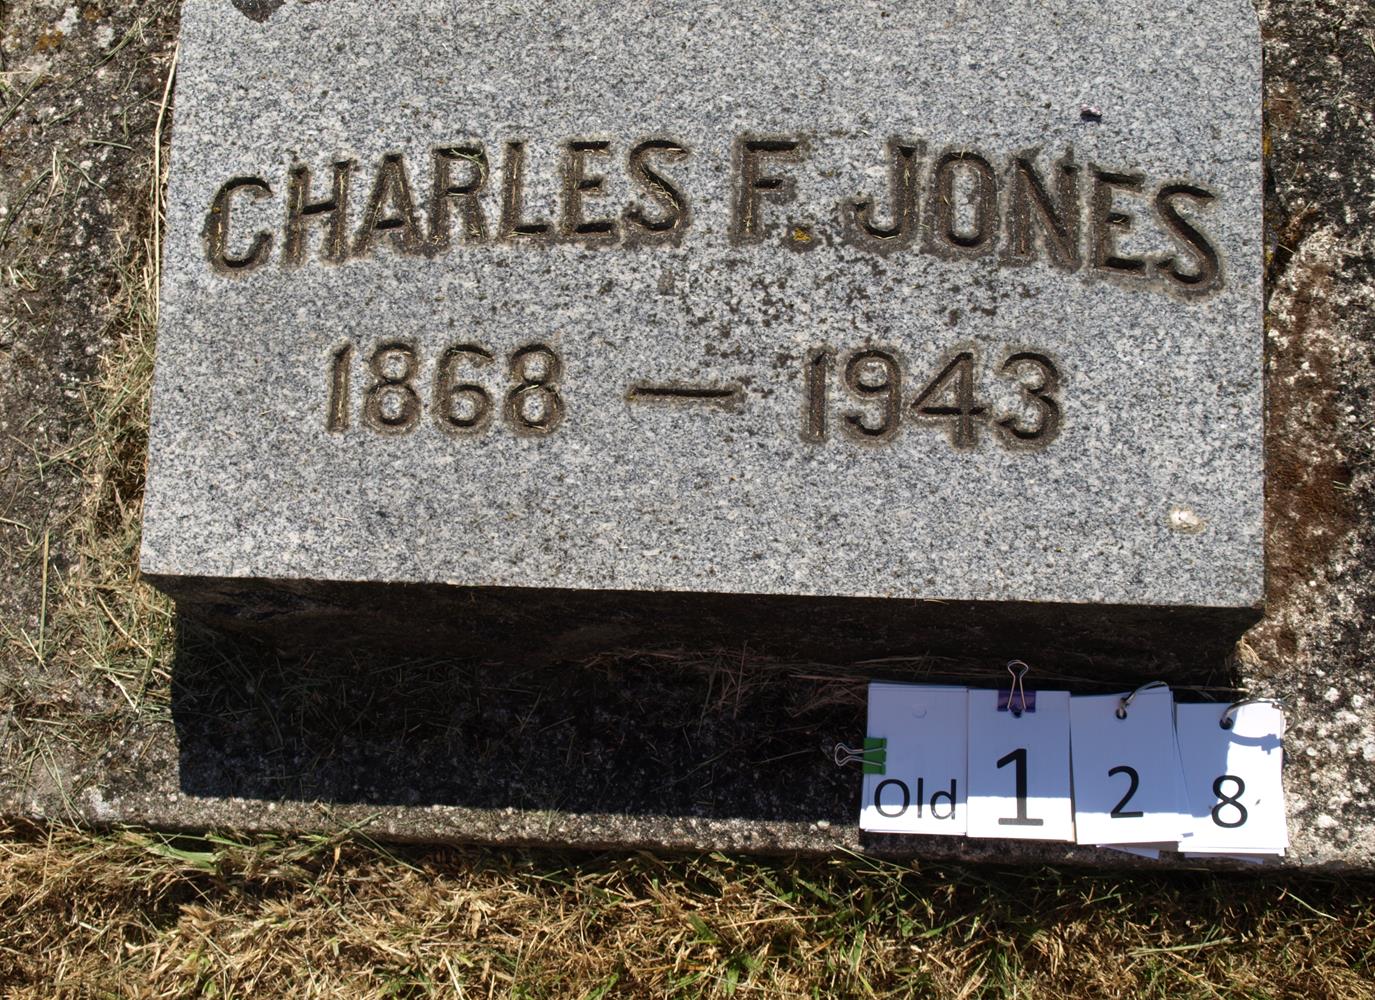 CHARLES F. JONES
1868 — 1943
Old 1 2 8